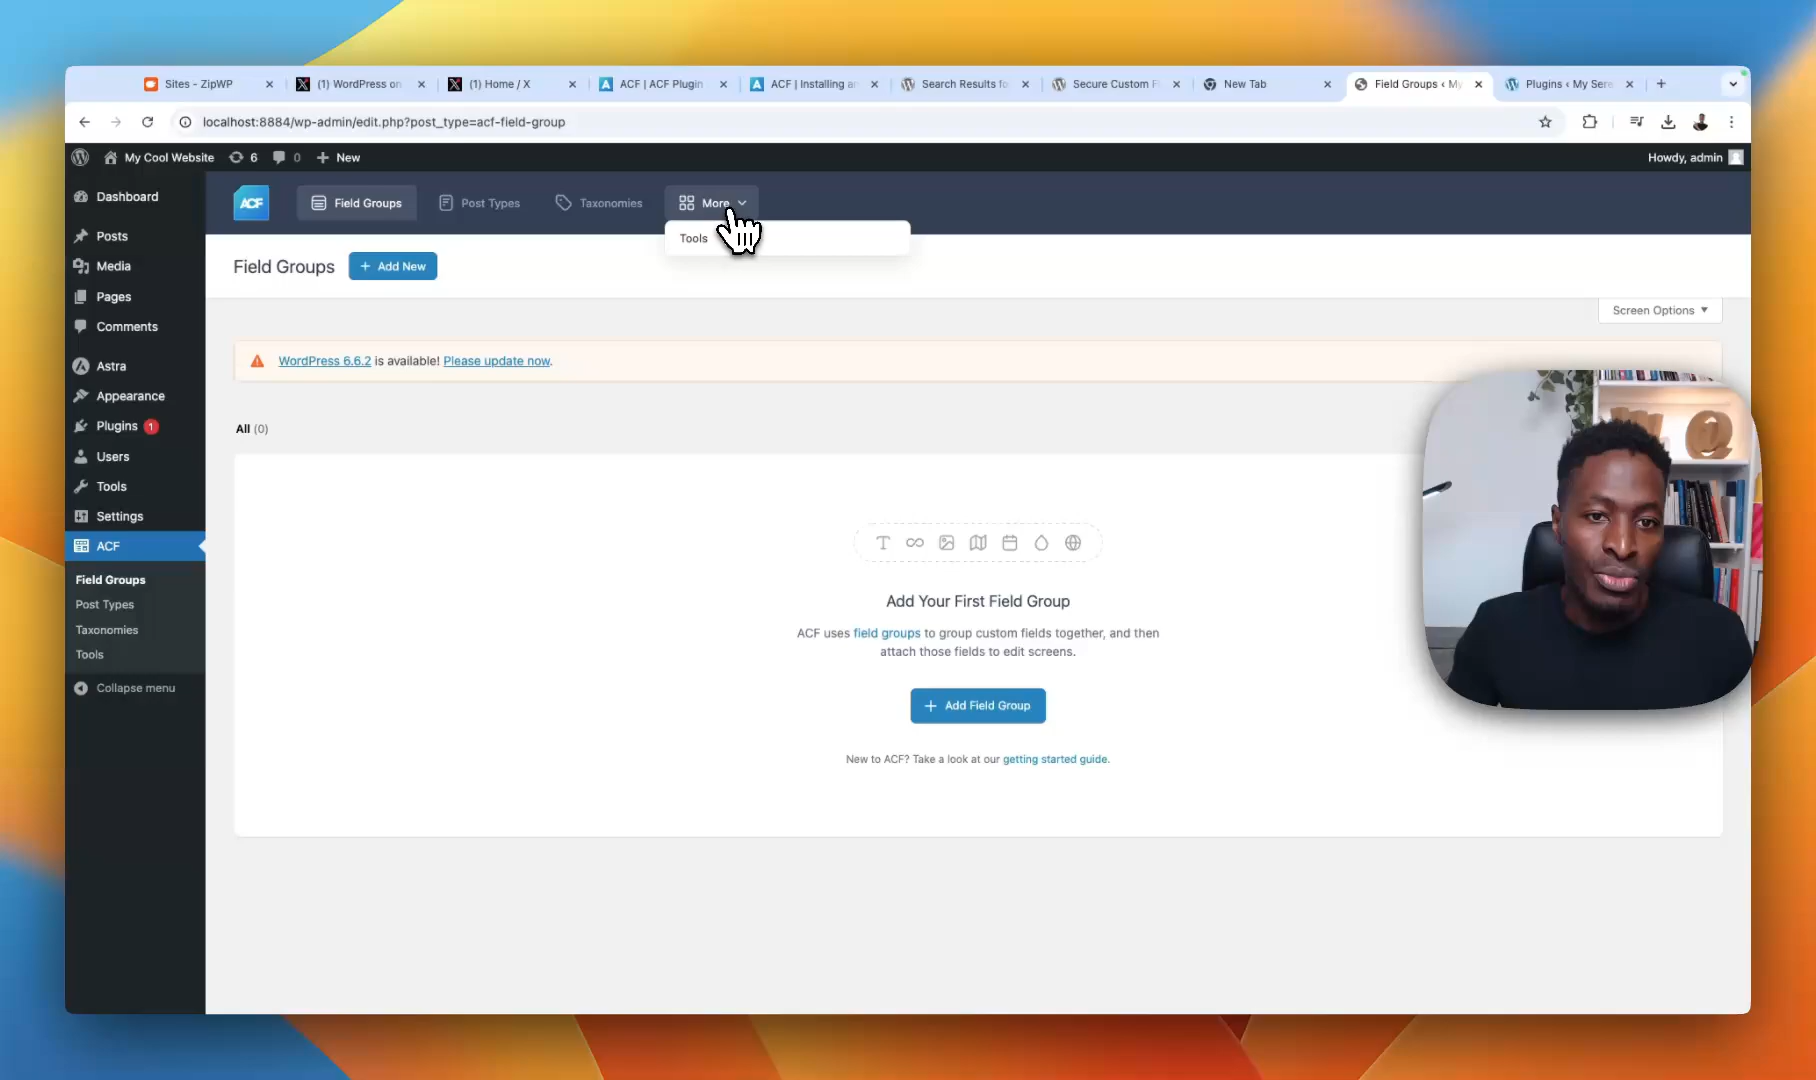 Sites - ZipWP
(1) WordPress on
(1) Home / X
ACF | ACF Plugin
ACF | Installing an
Search Results fo
Secure Custom Fi
New Tab
Field Groups ‹ My
Plugins ‹ My Sere
localhost:8884/wp-admin/edit.php?post_type=acf-field-group
My Cool Website
6
0
New
Howdy, admin
ACF
Field Groups
Post Types
Taxonomies
More
Tools
Dashboard
Posts
Media
Pages
Comments
Astra
Appearance
Plugins 1
Users
Tools
Settings
ACF
Field Groups
Post Types
Taxonomies
Tools
Collapse menu
Field Groups
+ Add New
Screen Options
WordPress 6.6.2 is available! Please update now.
All (0)
Add Your First Field Group
ACF uses field groups to group custom fields together, and then
attach those fields to edit screens.
+ Add Field Group
New to ACF? Take a look at our getting started guide.